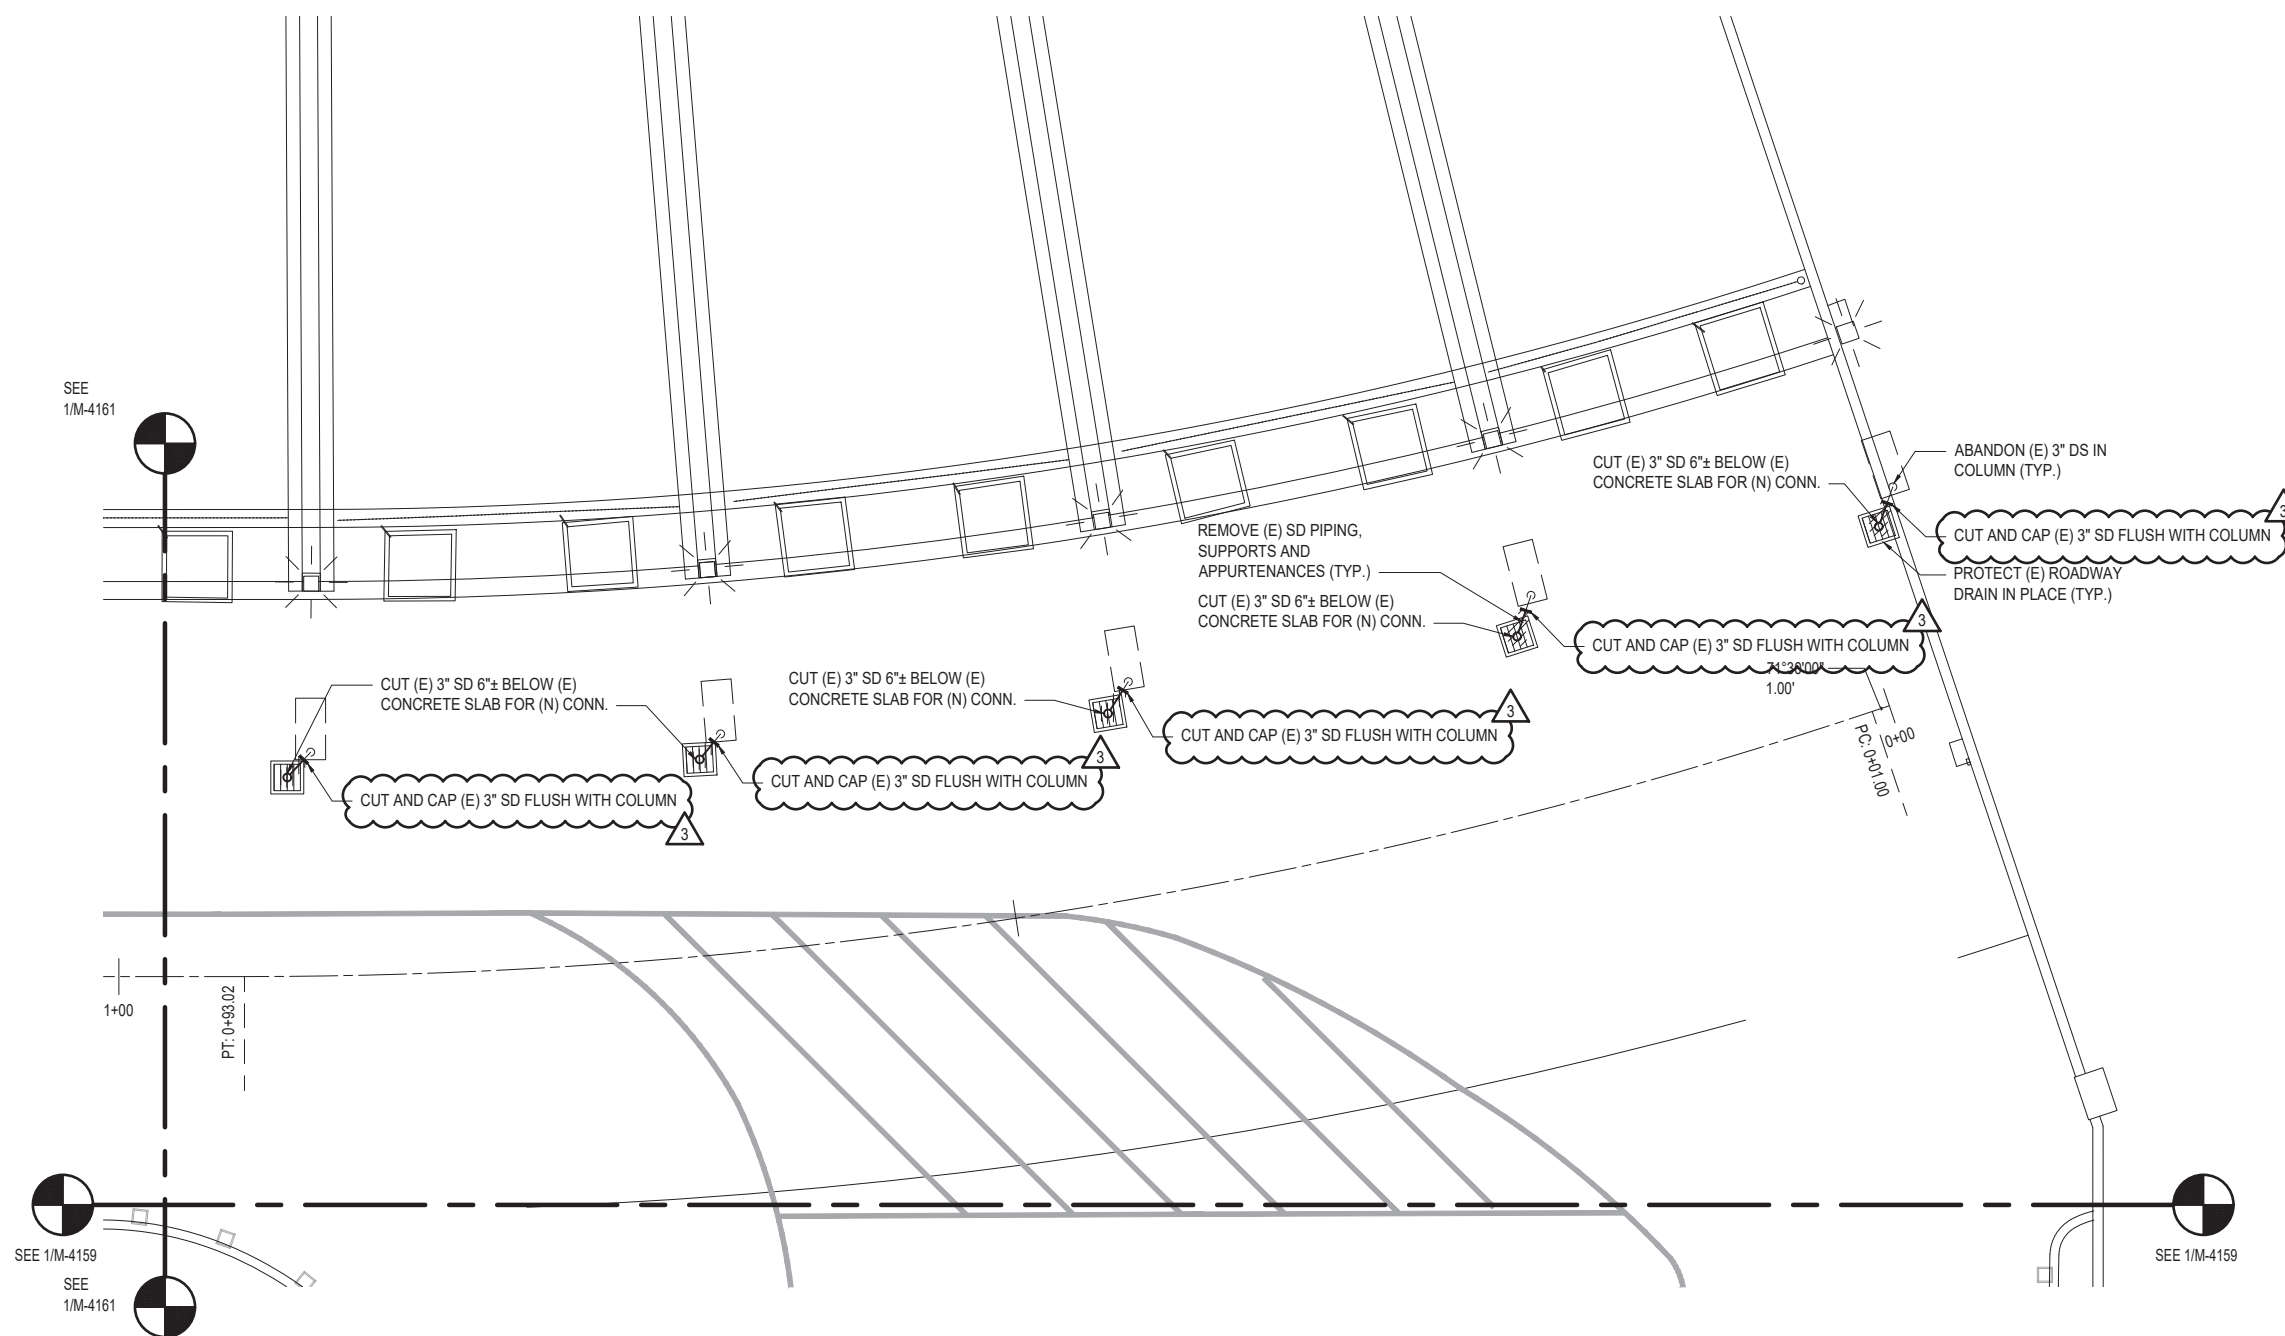 SEE
1/M-4161
CUT (E) 3" SD 6"± BELOW (E)
CONCRETE SLAB FOR (N) CONN.
ABANDON (E) 3" DS IN
COLUMN (TYP.)
3
CUT AND CAP (E) 3" SD FLUSH WITH COLUMN
PROTECT (E) ROADWAY
DRAIN IN PLACE (TYP.)
REMOVE (E) SD PIPING,
SUPPORTS AND
APPURTENANCES (TYP.)
CUT (E) 3" SD 6"± BELOW (E)
CONCRETE SLAB FOR (N) CONN.
3
CUT AND CAP (E) 3" SD FLUSH WITH COLUMN
71°30'00"
1.00'
CUT (E) 3" SD 6"± BELOW (E)
CONCRETE SLAB FOR (N) CONN.
CUT (E) 3" SD 6"± BELOW (E)
CONCRETE SLAB FOR (N) CONN.
3
CUT AND CAP (E) 3" SD FLUSH WITH COLUMN
3
CUT AND CAP (E) 3" SD FLUSH WITH COLUMN
CUT AND CAP (E) 3" SD FLUSH WITH COLUMN
3
0+00
PC: 0+01.00
1+00
PT: 0+93.02
SEE 1/M-4159
SEE
1/M-4161
SEE 1/M-4159